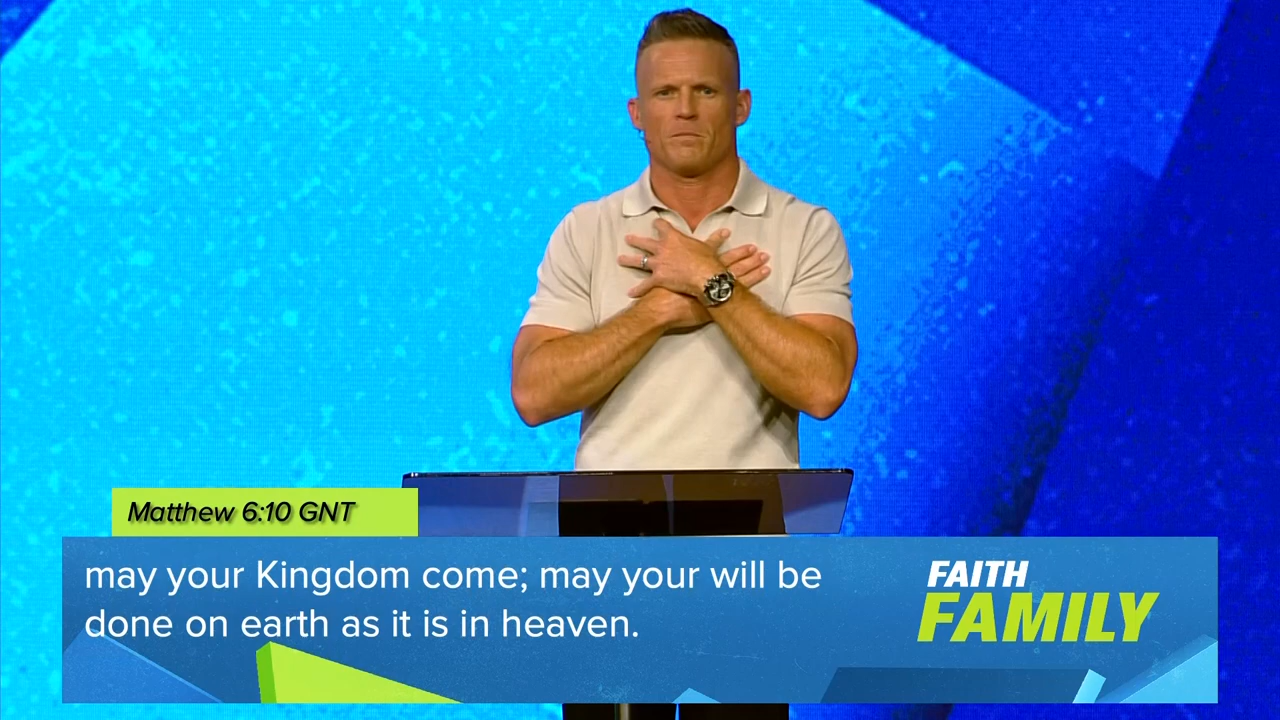 Matthew 6:10 GNT
may your Kingdom come; may your will be
done on earth as it is in heaven.
FAITH
FAMILY